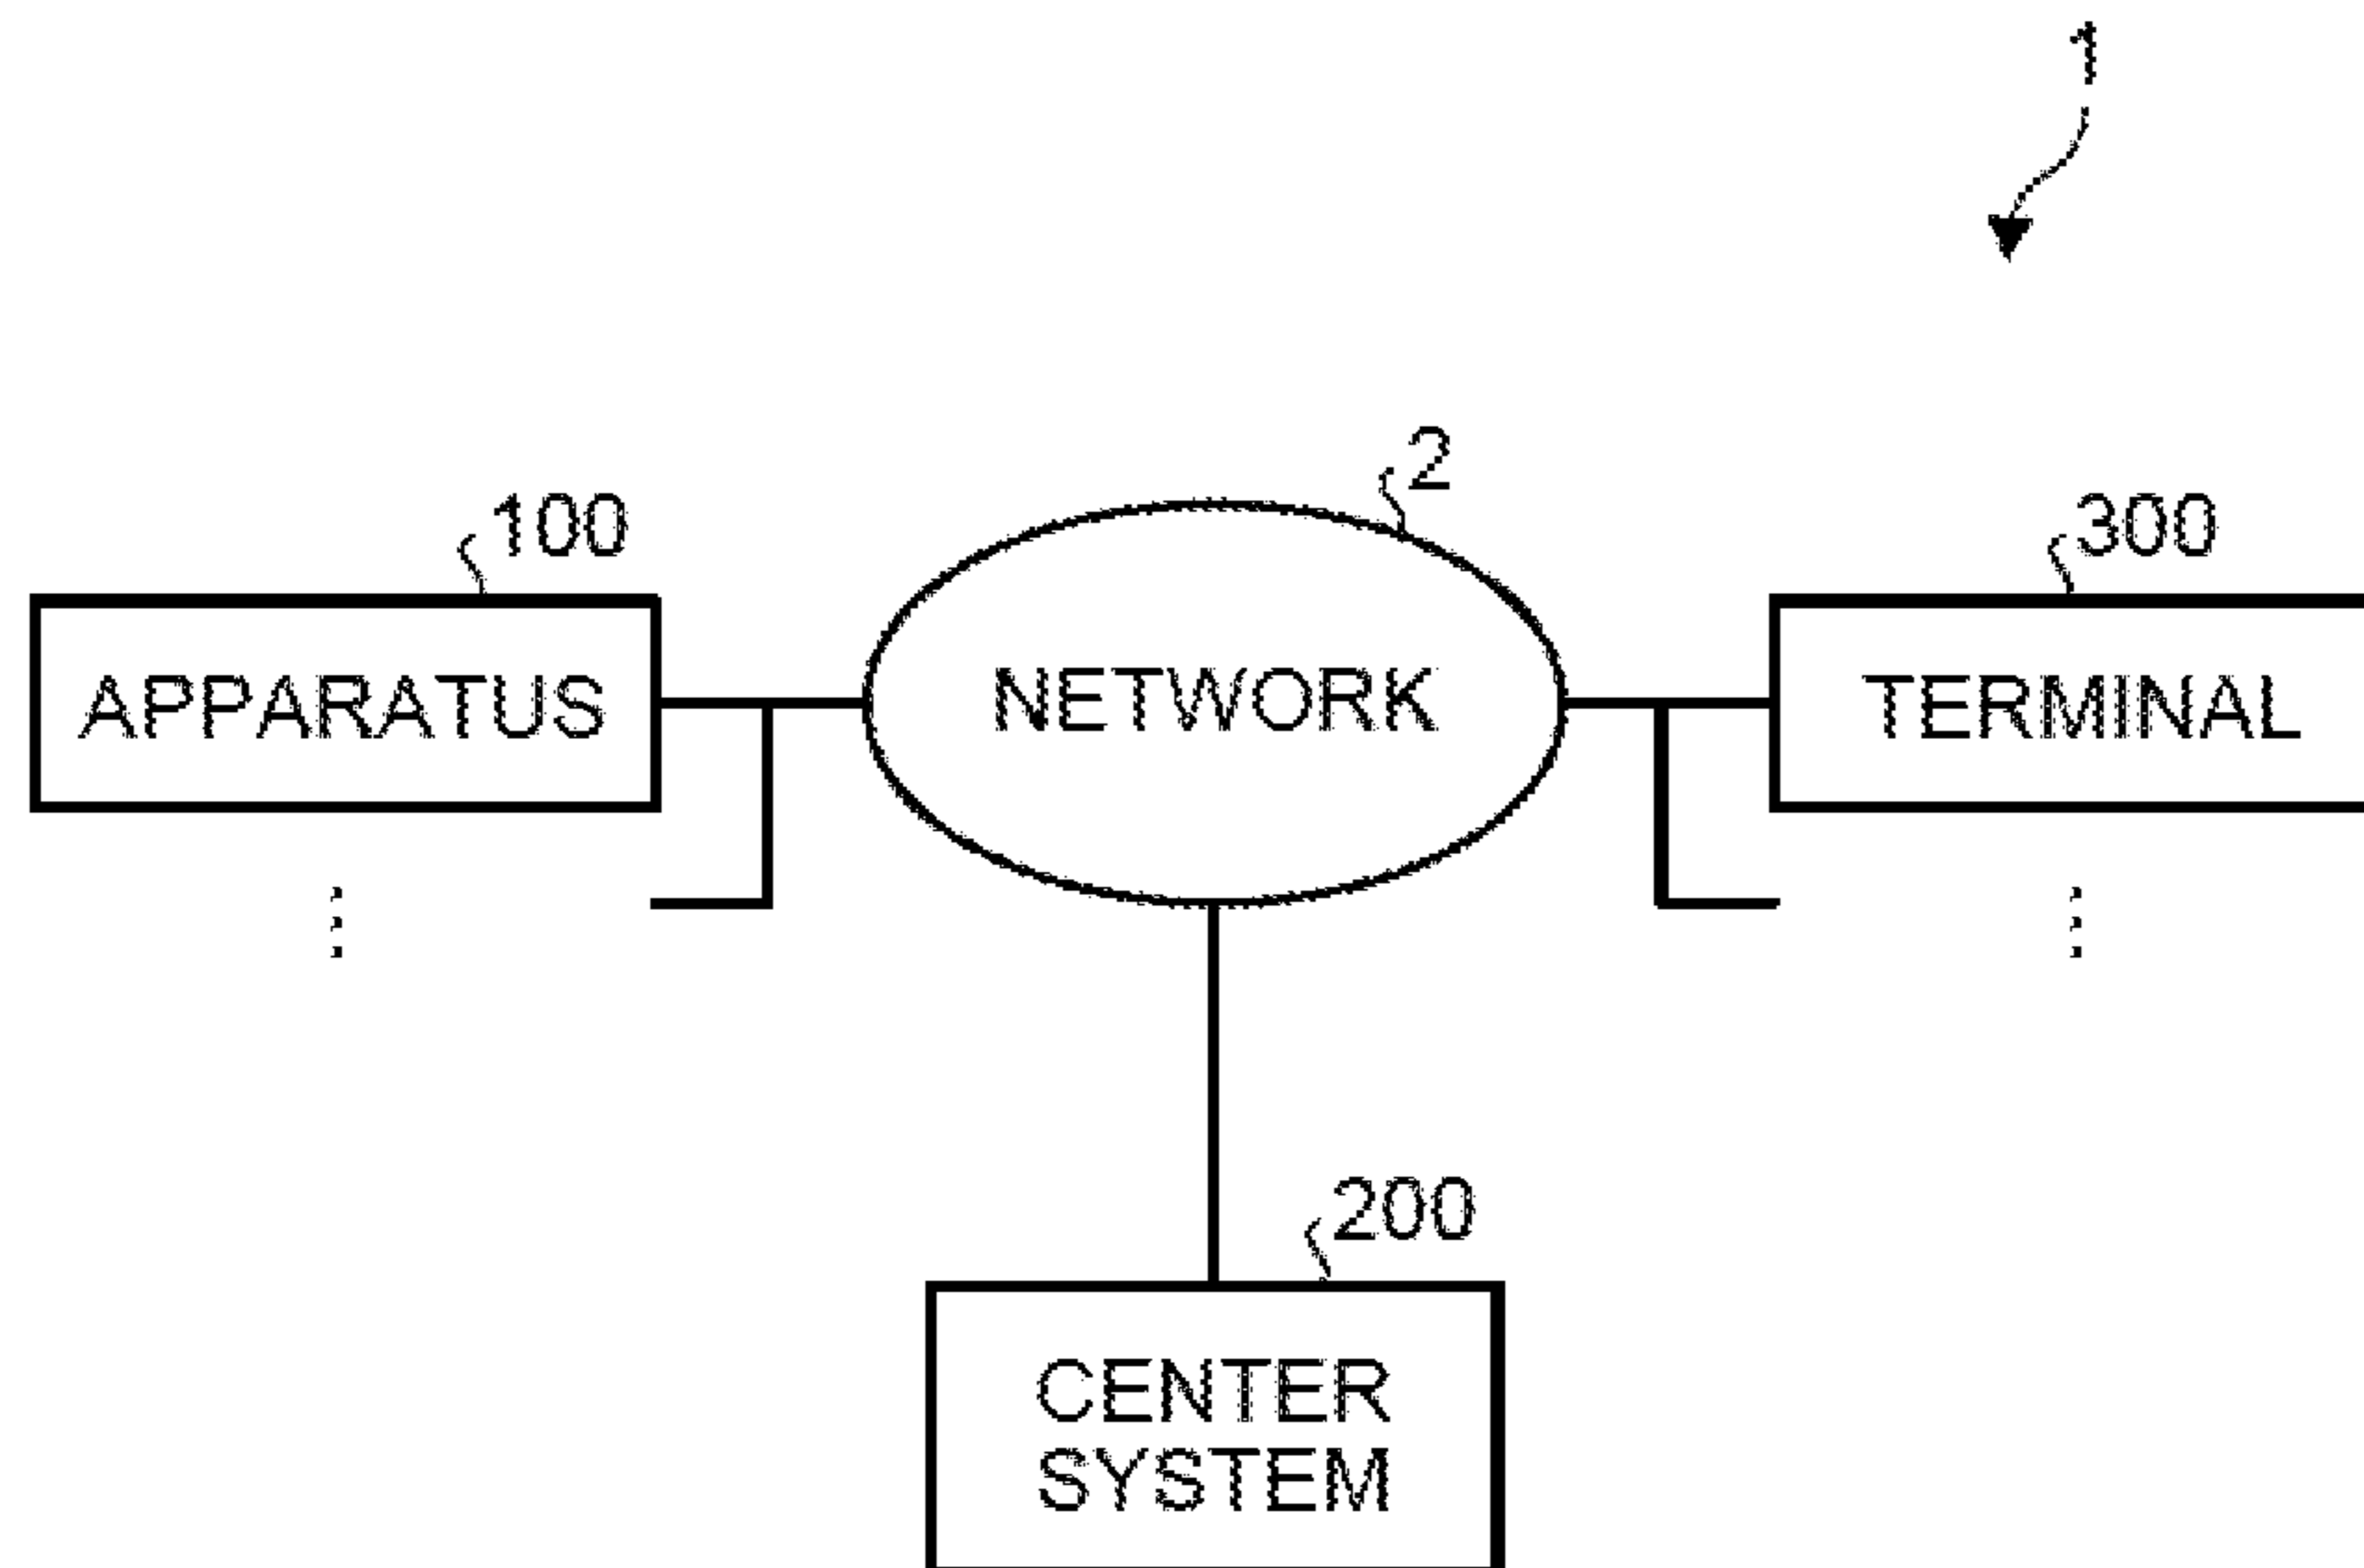 1
2
100
300
APPARATUS
NETWORK
TERMINAL
200
CENTER
SYSTEM